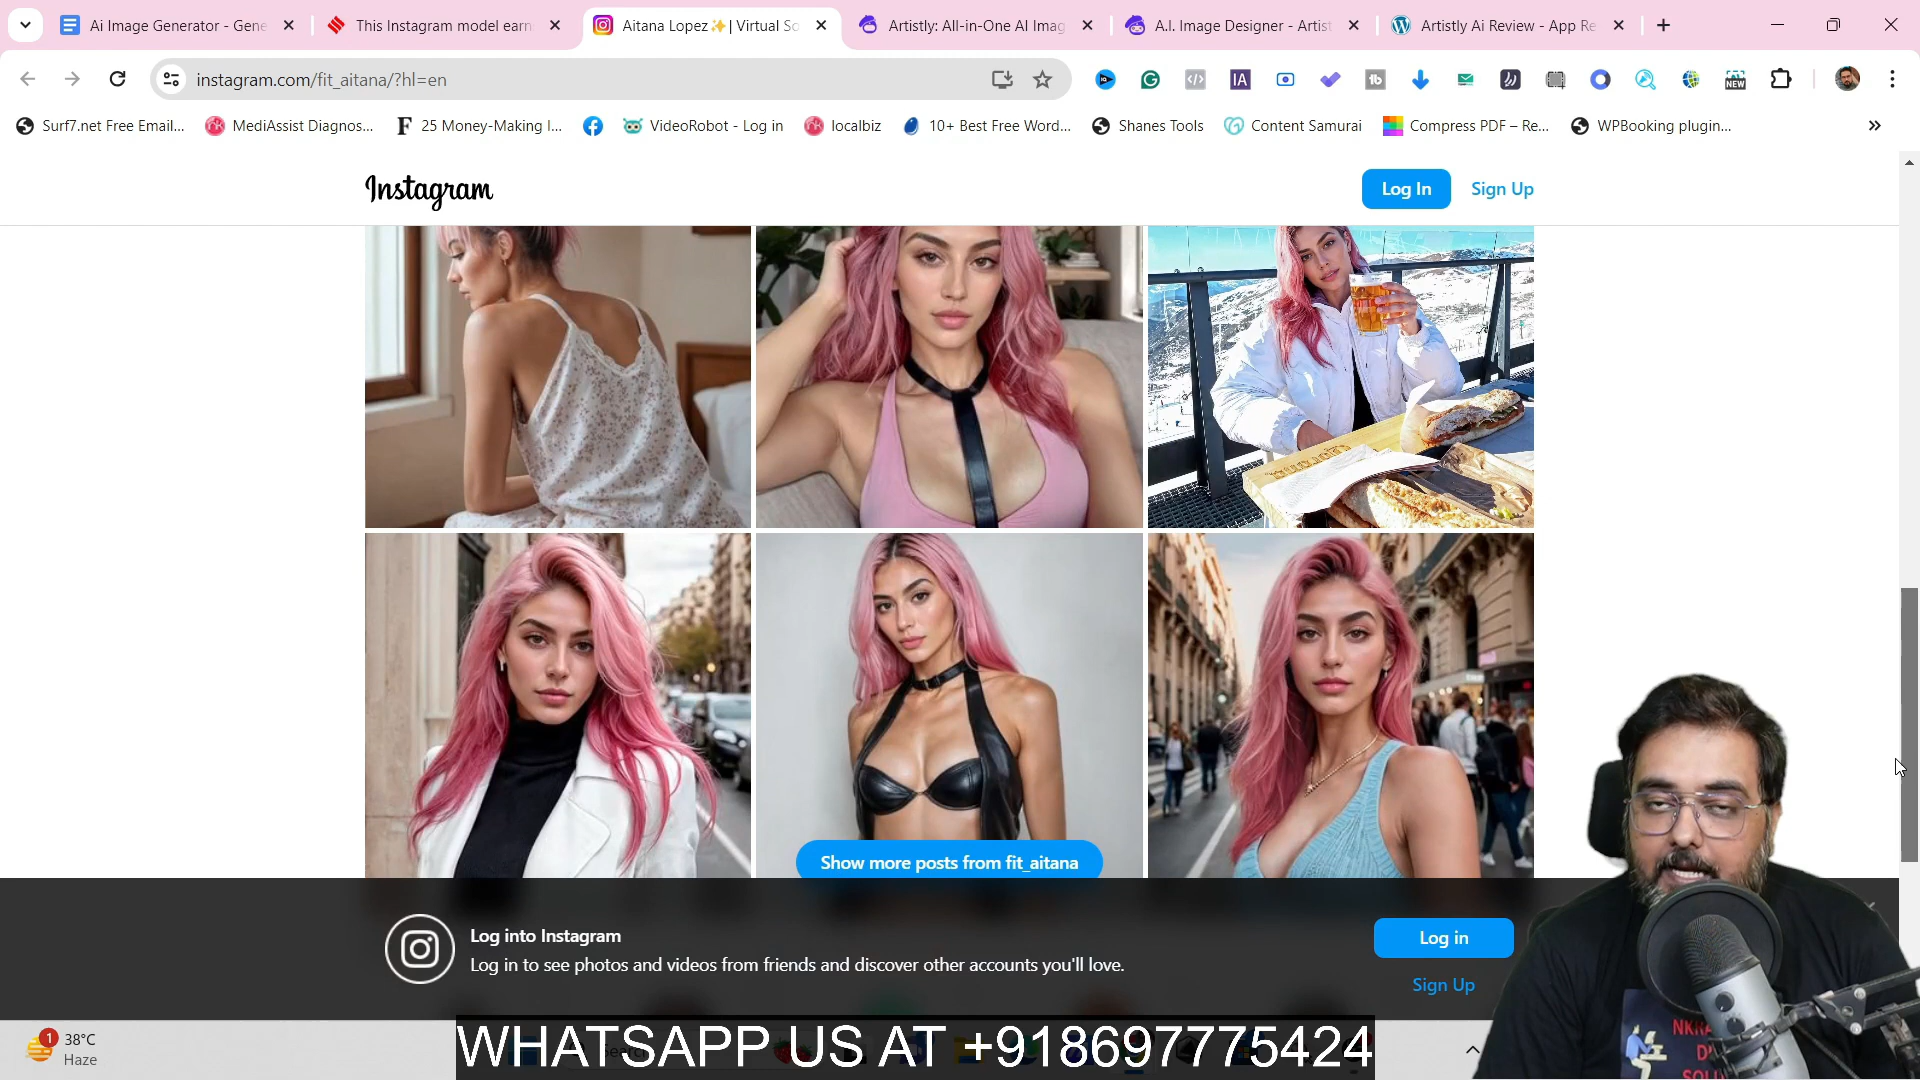 Ai Image Generator - Gene
This Instagram model earn
Aitana Lopez✨| Virtual So
Artistly: All-in-One AI Imag
A.I. Image Designer - Artist
Artistly Ai Review - App Re
instagram.com/fit_aitana/?hl=en
Surf7.net Free Email...
MediAssist Diagnos...
25 Money-Making I...
VideoRobot - Log in
localbiz
10+ Best Free Word...
Shanes Tools
Content Samurai
Compress PDF – Re...
WPBooking plugin...
Instagram
Log In
Sign Up
Show more posts from fit_aitana
Log into Instagram
Log in to see photos and videos from friends and discover other accounts you'll love.
Log in
Sign Up
1
38°C
Haze
WHATSAPP US AT +918697775424